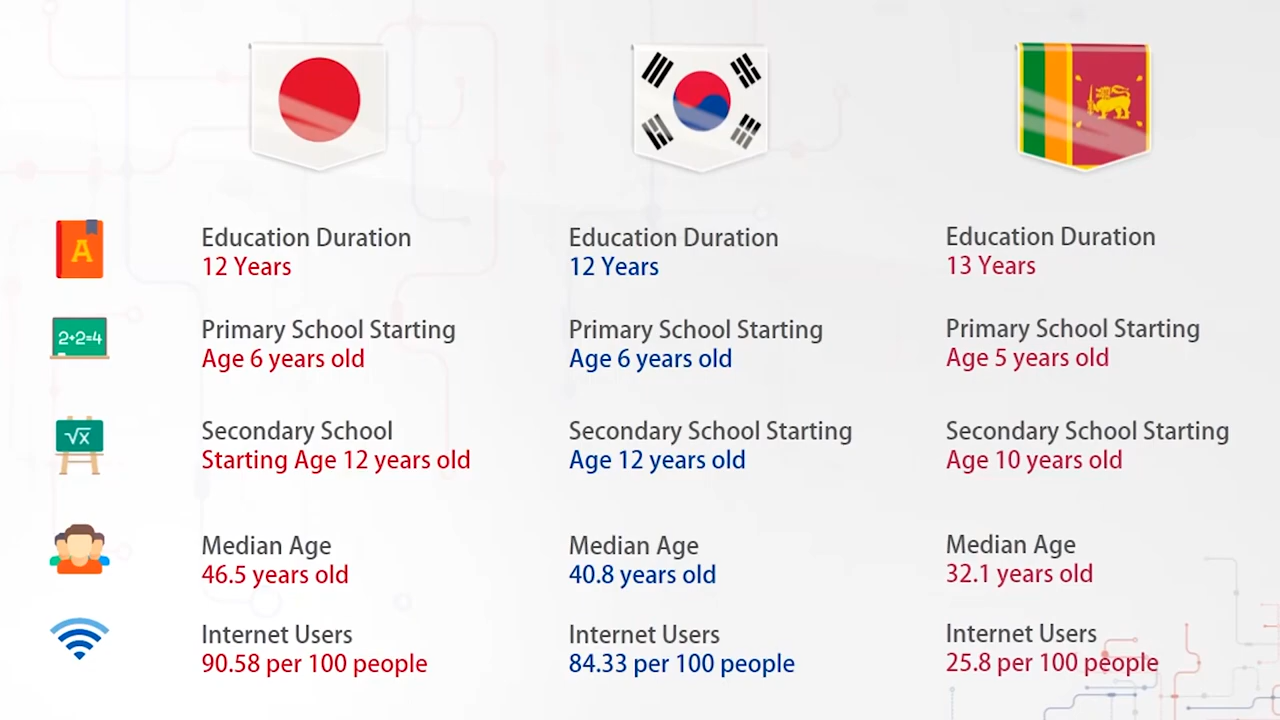 Education Duration
12 Years
Education Duration
12 Years
Education Duration
13 Years
A
2+2=4
Primary School Starting
Age 6 years old
Primary School Starting
Age 6 years old
Primary School Starting
Age 5 years old
√x
Secondary School
Starting Age 12 years old
Secondary School Starting
Age 12 years old
Secondary School Starting
Age 10 years old
Median Age
46.5 years old
Median Age
40.8 years old
Median Age
32.1 years old
Internet Users
90.58 per 100 people
Internet Users
84.33 per 100 people
Internet Users
25.8 per 100 people